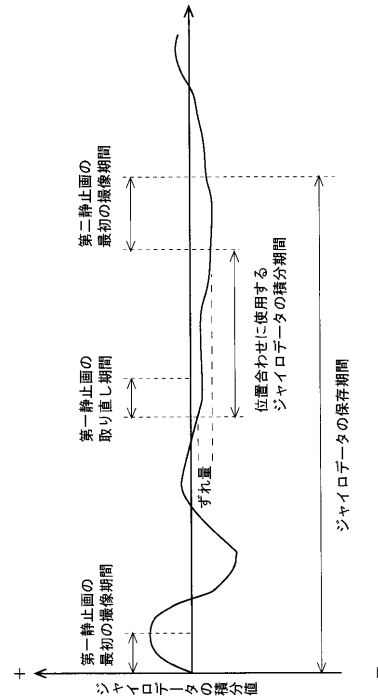 +
ジャイロデータの積分値
−
第一静止画の
最初の撮像期間
ずれ量
第一静止画の
取り直し期間
第二静止画の
最初の撮像期間
位置合わせに使用する
ジャイロデータの積分期間
ジャイロデータの保存期間